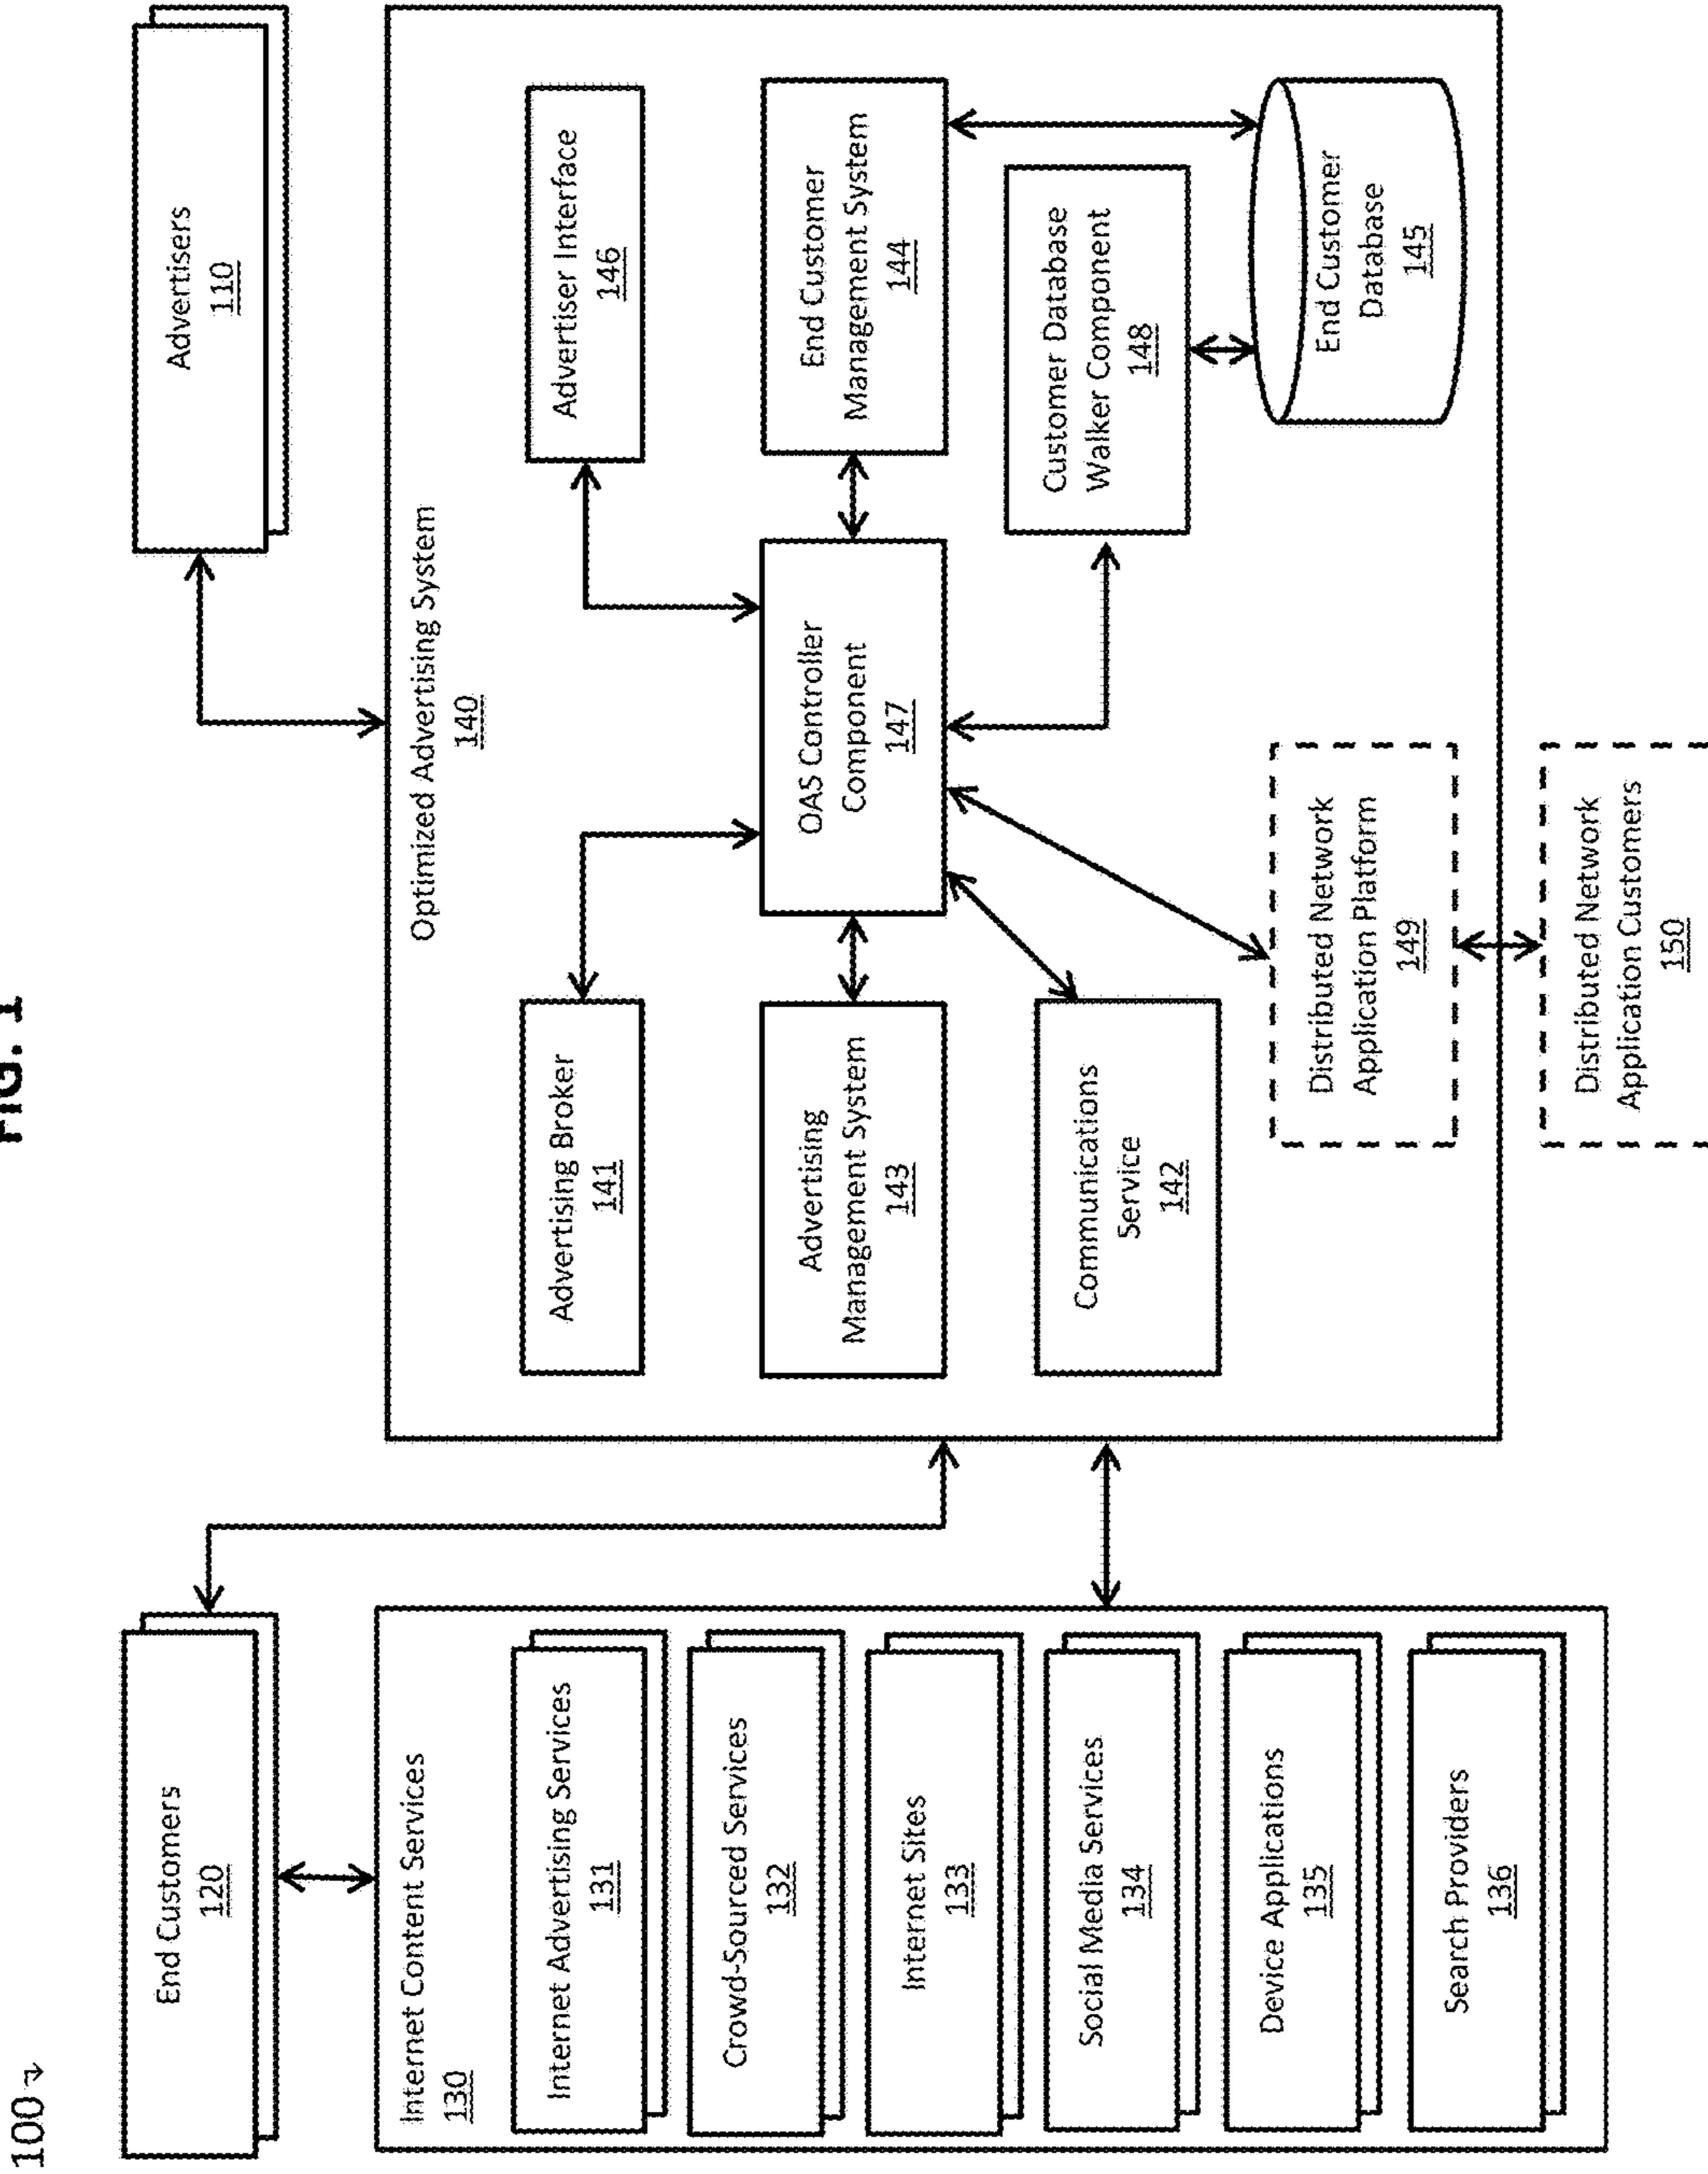 FIG. 1
100
End Customers
120
Advertisers
110
Internet Content Services
130
Internet Advertising Services
131
Crowd-Sourced Services
132
Internet Sites
133
Social Media Services
134
Device Applications
135
Search Providers
136
Optimized Advertising System
140
Advertising Broker
141
Advertiser Interface
146
Advertising
Management System
143
OAS Controller
Component
147
End Customer
Management System
144
Communications
Service
142
Customer Database
Walker Component
148
Distributed Network
Application Platform
149
End Customer
Database
145
Distributed Network
Application Customers
150